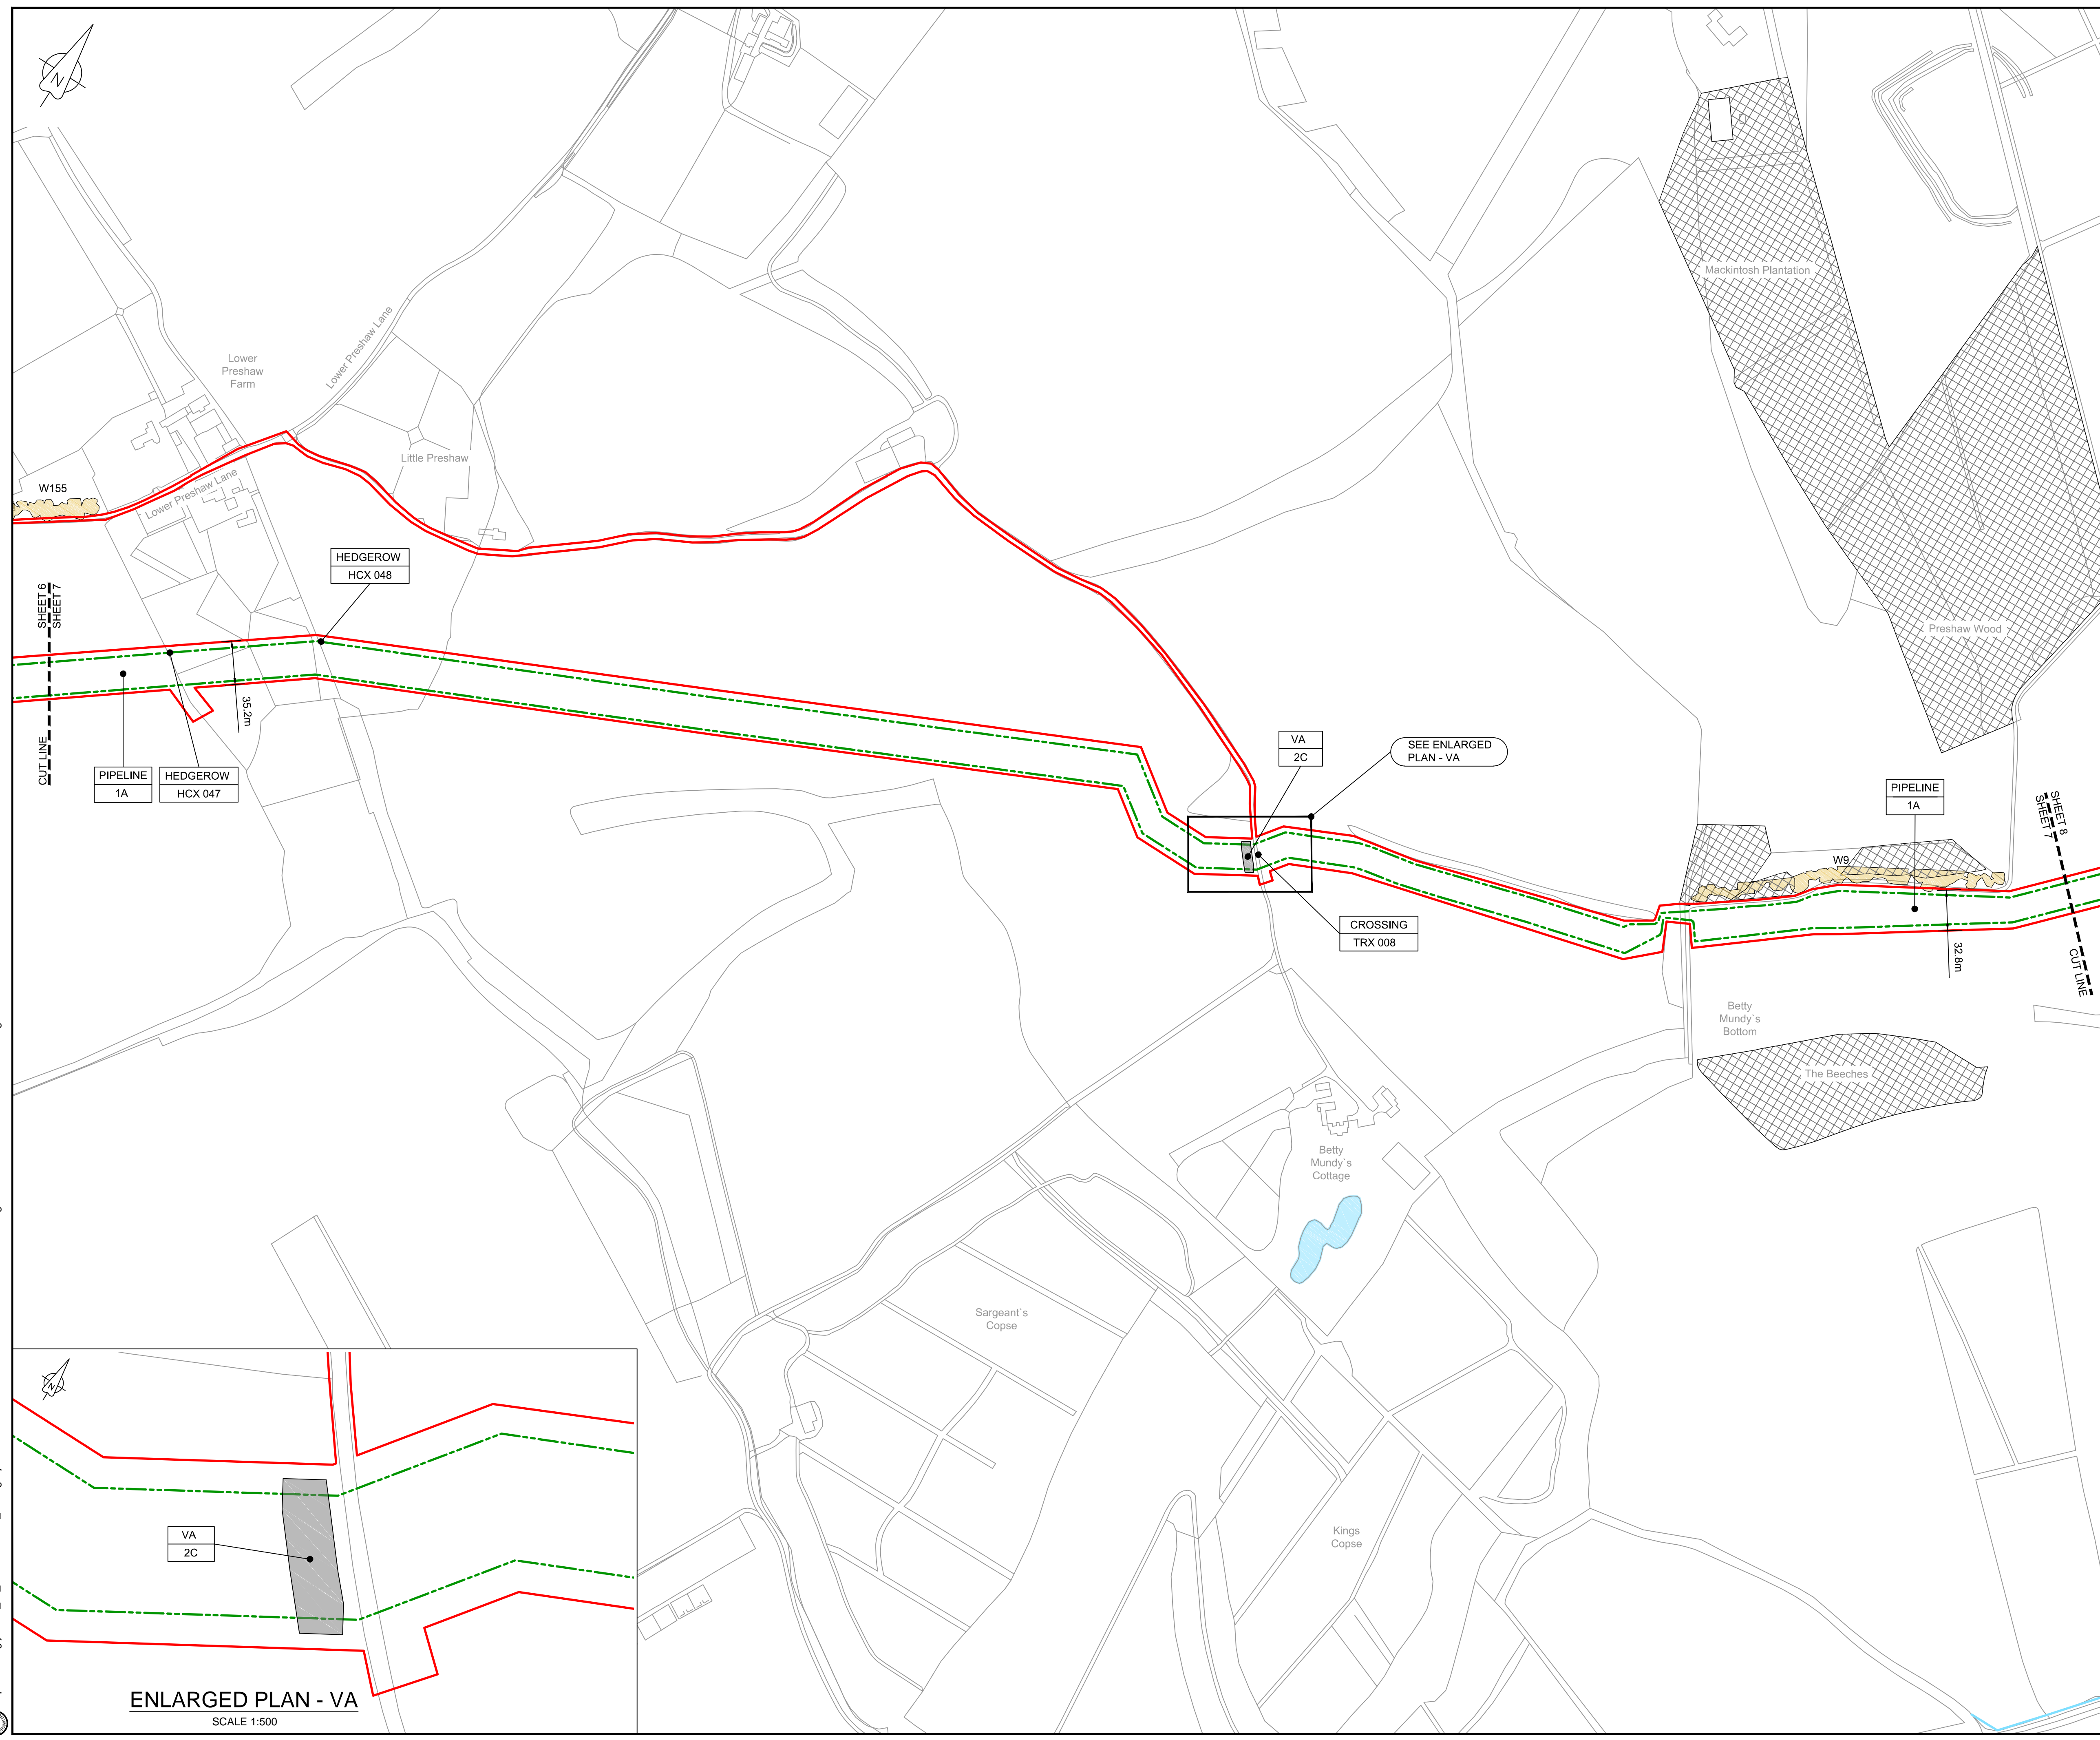 N
Mackintosh Plantation
Lower
Preshaw
Farm
Lower Preshaw Lane
Little Preshaw
W155
Lower Preshaw Lane
HEDGEROW
HCX 048
SHEET 6
SHEET 7
CUT LINE
35.2m
PIPELINE
1A
HEDGEROW
HCX 047
Preshaw Wood
VA
2C
SEE ENLARGED
PLAN - VA
PIPELINE
1A
SHEET 8
SHEET 7
CUT LINE
W9
CROSSING
TRX 008
32.8m
Betty
Mundy`s
Bottom
The Beeches
Betty
Mundy`s
Cottage
Sargeant`s
Copse
Kings
Copse
N
VA
2C
ENLARGED PLAN - VA
SCALE 1:500